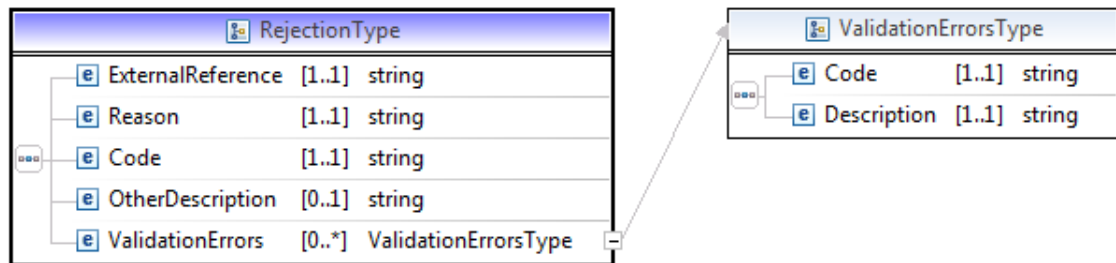 RejectionType
e ExternalReference [1..1] string
e Reason [1..1] string
e Code [1..1] string
e OtherDescription [0..1] string
e ValidationErrors [0..*] ValidationErrorsType
ValidationErrorsType
e Code [1..1] string
e Description [1..1] string